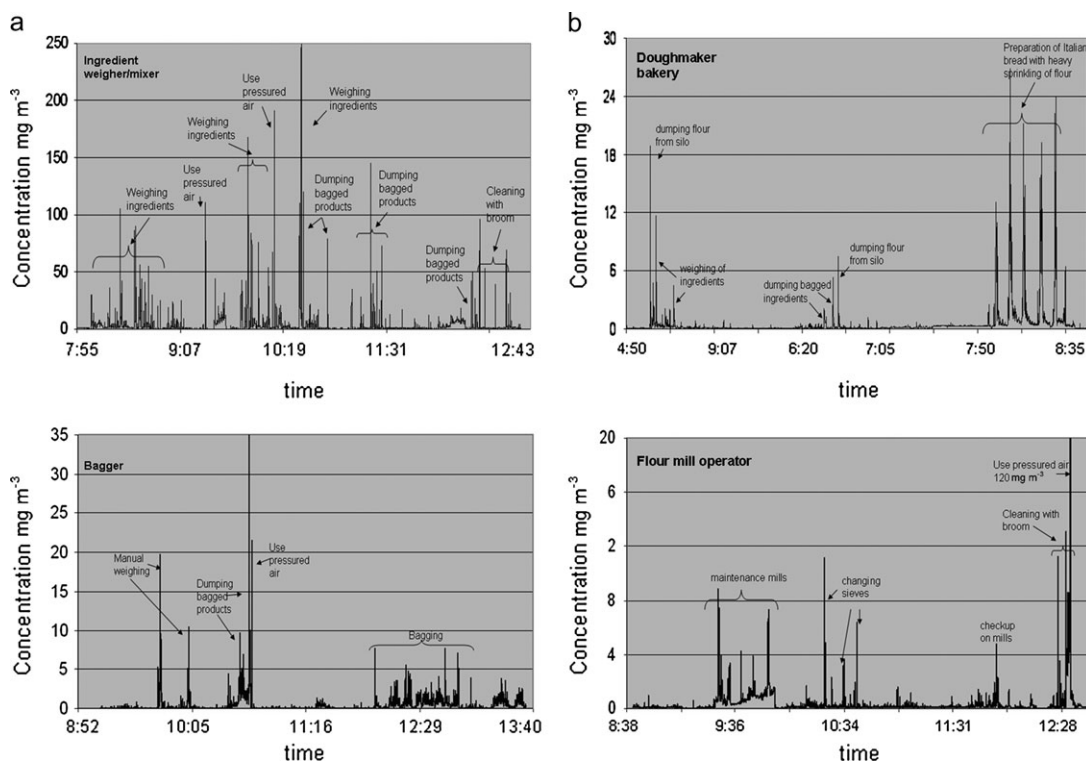 a
Concentration mg m-3
250
200
150
100
50
0
Ingredient
weigher/mixer
Weighing
ingredients
Use
pressured
air
Weighing
ingredients
Use
pressured
air
Weighing
ingredients
Dumping
bagged
products
Dumping
bagged
products
Dumping
bagged
products
Cleaning
with
broom
7:55 9:07 10:19 11:31 12:43
time
b
Concentration mg m-3
30
24
18
12
6
0
Doughmaker
bakery
dumping flour
from silo
weighing of
ingredients
dumping bagged
ingredients
dumping flour
from silo
Preparation of Italian
bread with heavy
sprinkling of flour
4:50 9:07 6:20 7:05 7:50 8:35
time
Concentration mg m-3
35
30
25
20
15
10
5
0
Bagger
Manual
weighing
Dumping
bagged
products
Use
pressured
air
Bagging
8:52 10:05 11:16 12:29 13:40
time
Concentration mg m-3
20
6
2
8
4
0
Flour mill operator
maintenance mills
changing
sieves
checkup
on mills
Cleaning with
broom
Use pressured air
120 mg m-3
8:38 9:36 10:34 11:31 12:28
time